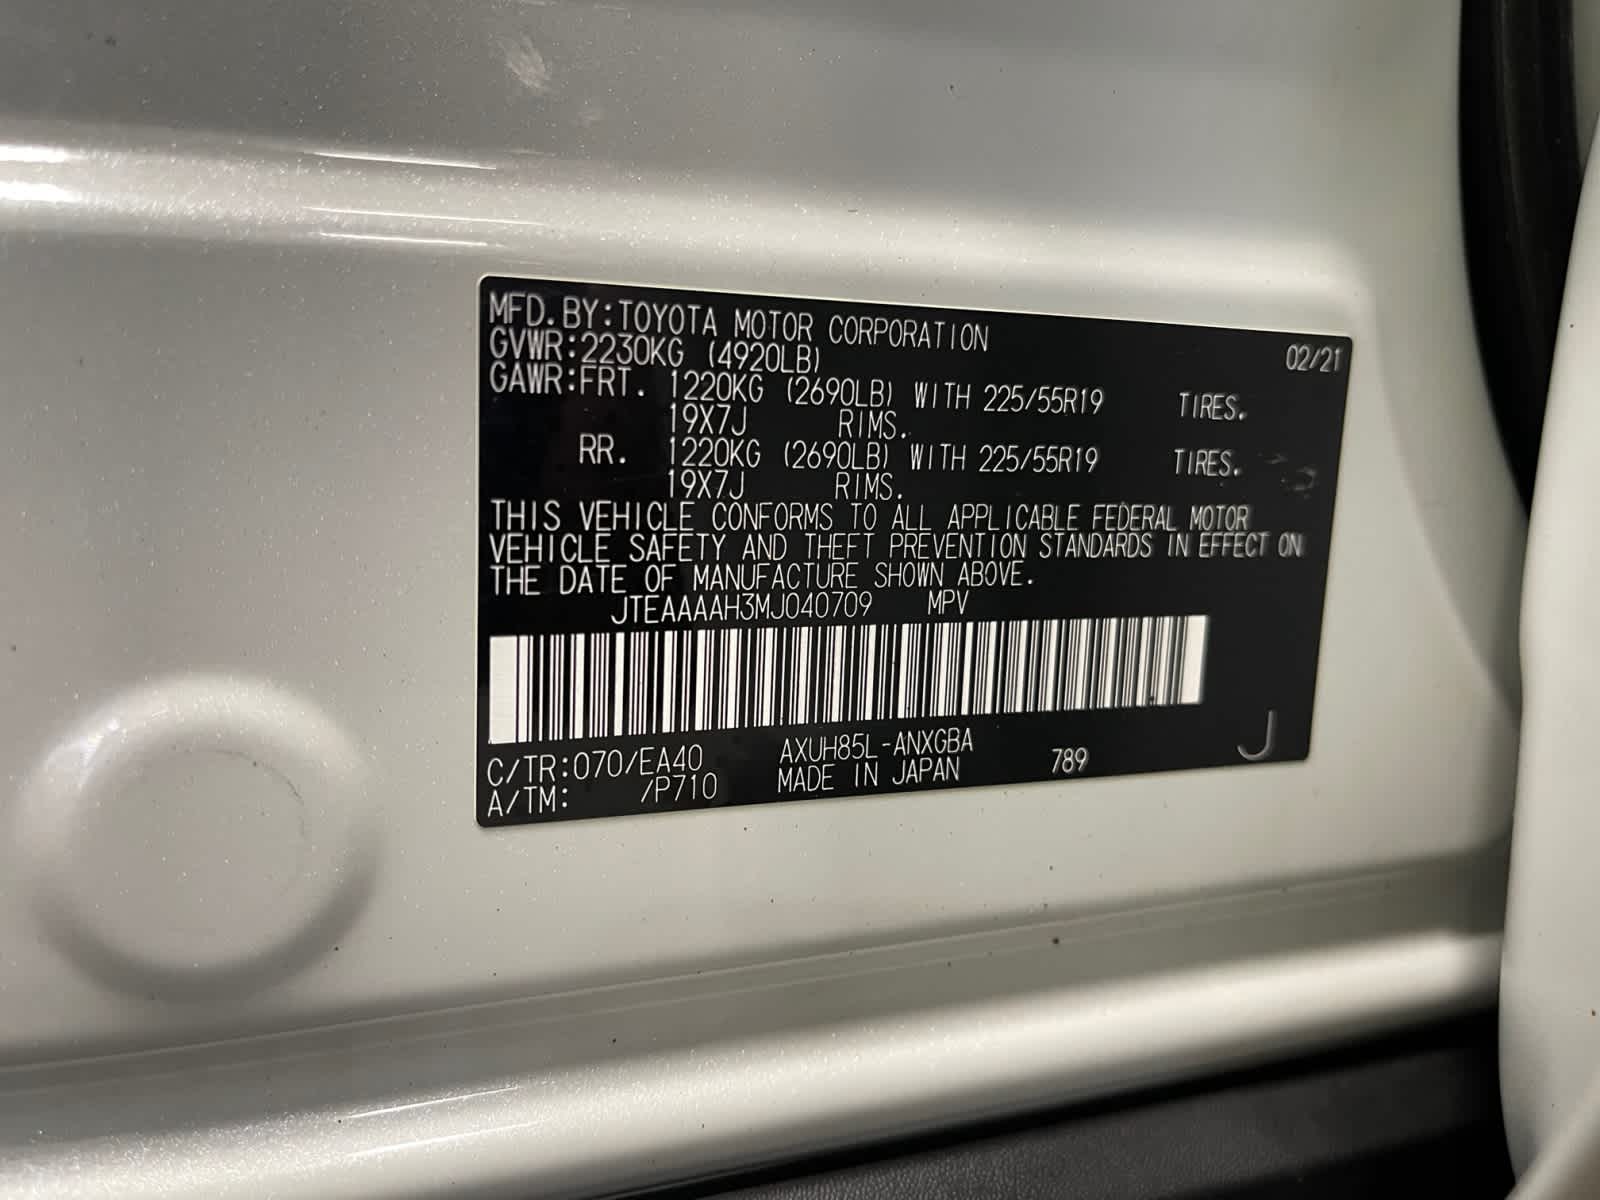 MFD.BY:TOYOTA MOTOR CORPORATION 02/21
GVWR:2230KG (4920LB)
GAWR:FRT. 1220KG (2690LB) WITH 225/55R19 TIRES.
19X7J RIMS.
RR. 1220KG (2690LB) WITH 225/55R19 TIRES.
19X7J RIMS.
THIS VEHICLE CONFORMS TO ALL APPLICABLE FEDERAL MOTOR
VEHICLE SAFETY AND THEFT PREVENTION STANDARDS IN EFFECT ON
THE DATE OF MANUFACTURE SHOWN ABOVE.
JTEAAAAH3MJ040709 MPV
C/TR:070/EA40 AXUH85L-ANXGBA 789 J
A/TM: /P710 MADE IN JAPAN